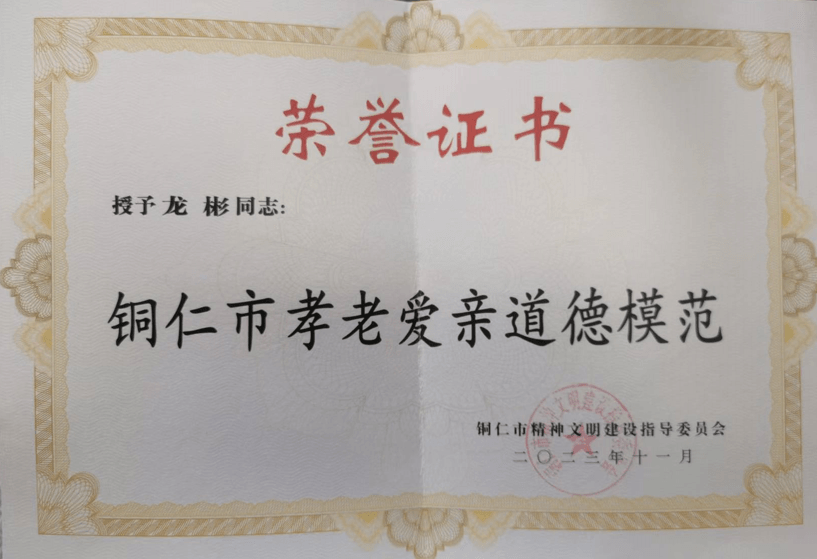 荣誉证书
授予龙 彬同志:
铜仁市孝老爱亲道德模范
铜仁市精神文明建设指导委员会
二〇二三年十一月